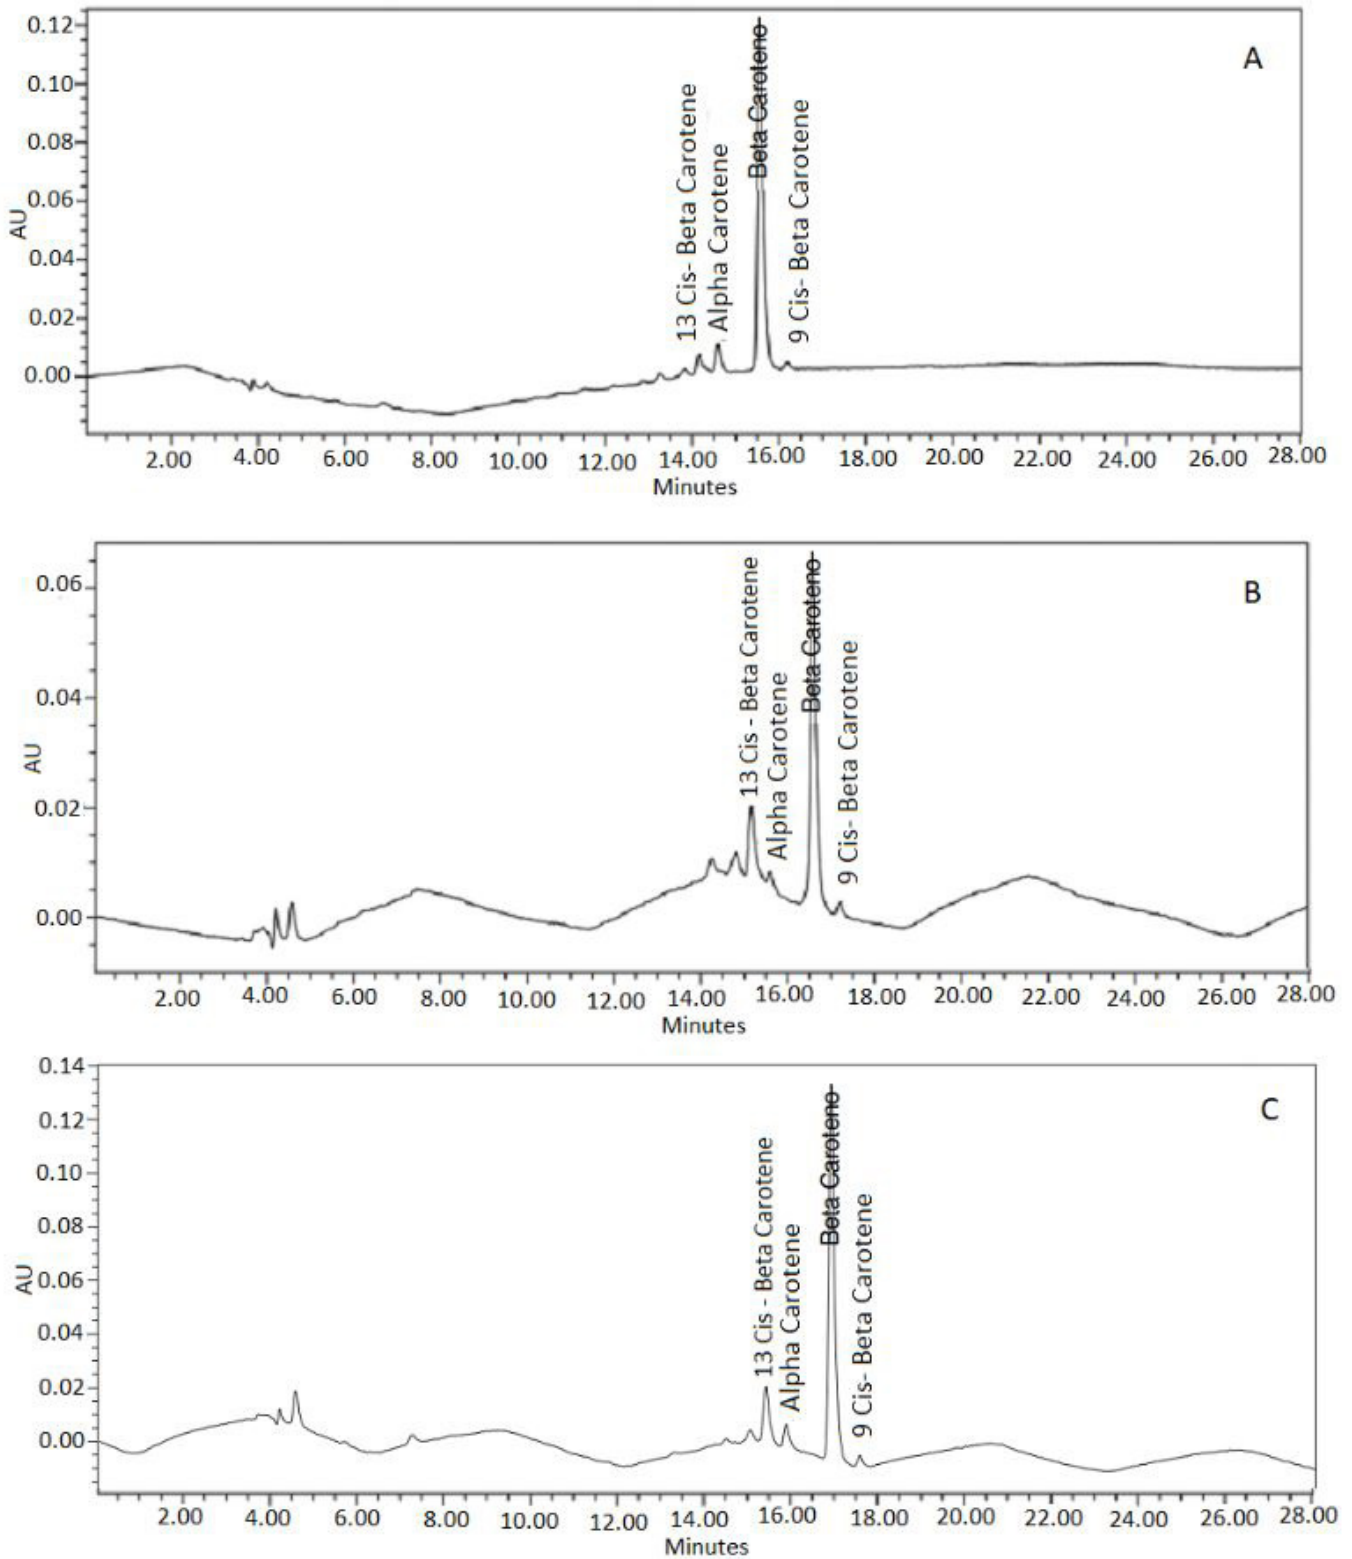 0.12
A
0.10
0.08
0.06
0.04
0.02
0.00
AU
13 Cis- Beta Carotene
Alpha Carotene
Beta Caroteno
9 Cis- Beta Carotene
2.00 4.00 6.00 8.00 10.00 12.00 14.00 16.00 18.00 20.00 22.00 24.00 26.00 28.00
Minutes
0.06
B
0.04
0.02
0.00
AU
13 Cis - Beta Carotene
Alpha Carotene
Beta Caroteno
9 Cis- Beta Carotene
2.00 4.00 6.00 8.00 10.00 12.00 14.00 16.00 18.00 20.00 22.00 24.00 26.00 28.00
Minutes
0.14
C
0.12
0.10
0.08
0.06
0.04
0.02
0.00
AU
13 Cis - Beta Carotene
Alpha Carotene
Beta Caroteno
9 Cis- Beta Carotene
2.00 4.00 6.00 8.00 10.00 12.00 14.00 16.00 18.00 20.00 22.00 24.00 26.00 28.00
Minutes